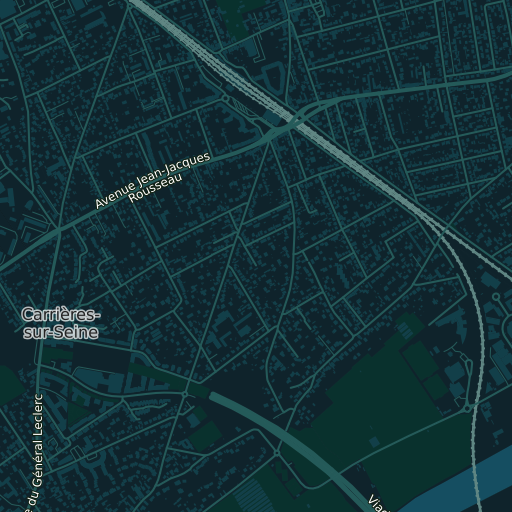 Avenue Jean-Jacques
Rousseau
Carrières-
sur-Seine
du Général Leclerc